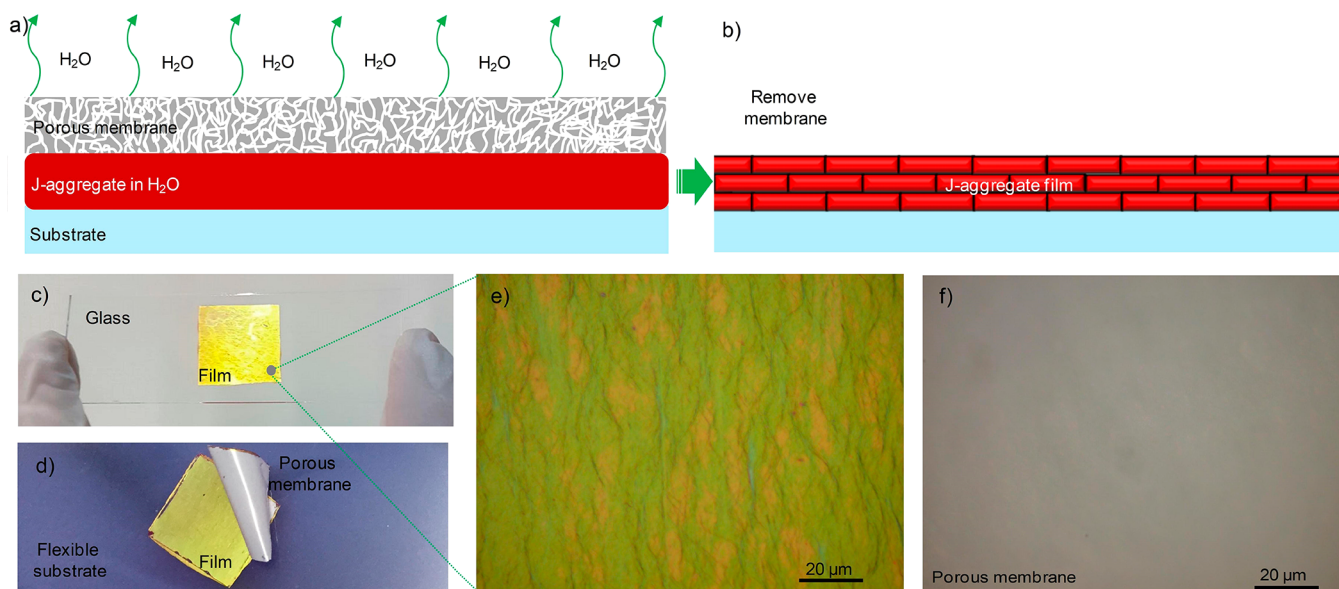 a)
H₂O
H₂O
H₂O
H₂O
H₂O
H₂O
Porous membrane
J-aggregate in H₂O
Substrate
b)
Remove
membrane
J-aggregate film
c)
Glass
Film
d)
Porous
membrane
Flexible
substrate
Film
e)
20 µm
f)
Porous membrane
20 µm